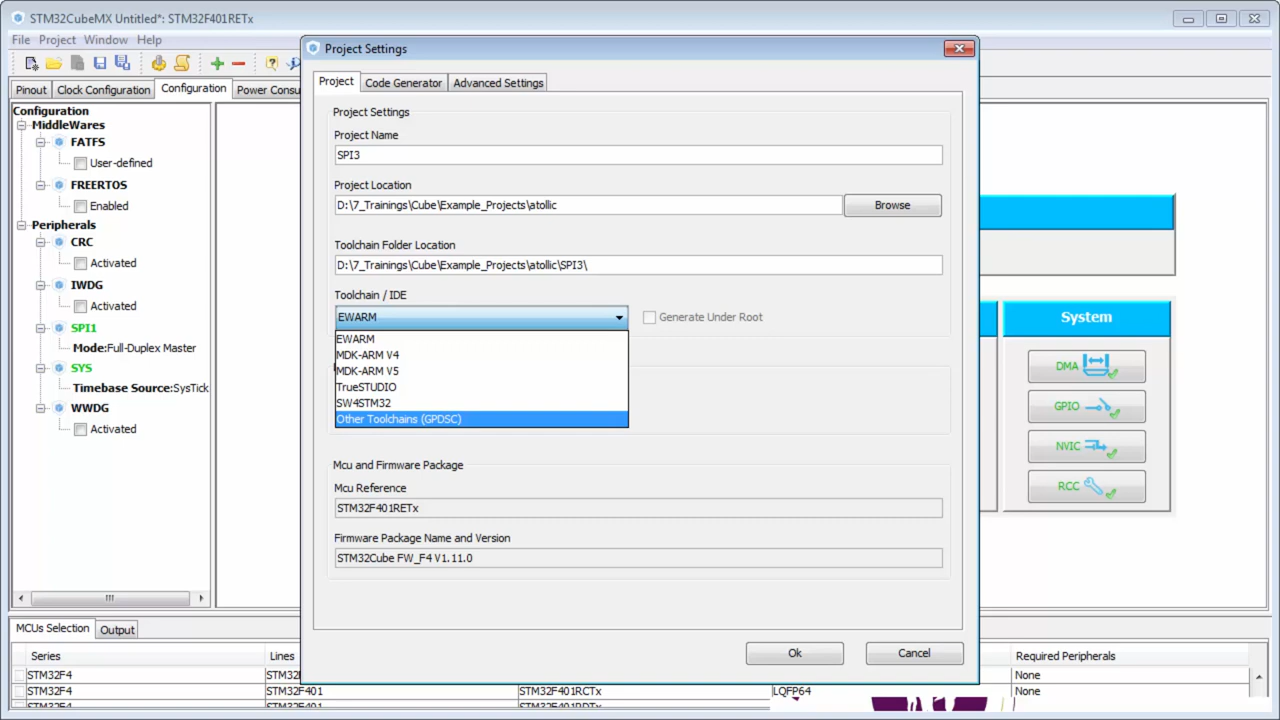 STM32CubeMX Untitled*: STM32F401RETx
File Project Window Help
Pinout Clock Configuration Configuration Power Consu
Configuration
MiddleWares
FATFS
User-defined
FREERTOS
Enabled
Peripherals
CRC
Activated
IWDG
Activated
SPI1
Mode:Full-Duplex Master
SYS
Timebase Source:SysTick
WWDG
Activated
Project Settings
Project Code Generator Advanced Settings
Project Settings
Project Name
SPI3
Project Location
D:\7_Trainings\Cube\Example_Projects\atollic
Browse
Toolchain Folder Location
D:\7_Trainings\Cube\Example_Projects\atollic\SPI3\
Toolchain / IDE
EWARM
Generate Under Root
EWARM
MDK-ARM V4
MDK-ARM V5
TrueSTUDIO
SW4STM32
Other Toolchains (GPDSC)
Mcu and Firmware Package
Mcu Reference
STM32F401RETx
Firmware Package Name and Version
STM32Cube FW_F4 V1.11.0
Ok Cancel
System
DMA
GPIO
NVIC
RCC
MCUs Selection Output
Series Lines Required Peripherals
STM32F4 STM32 None
STM32F4 STM32F401 STM32F401RCTx LQFP64 None
STM32F4 STM32F401 STM32F401RDTx